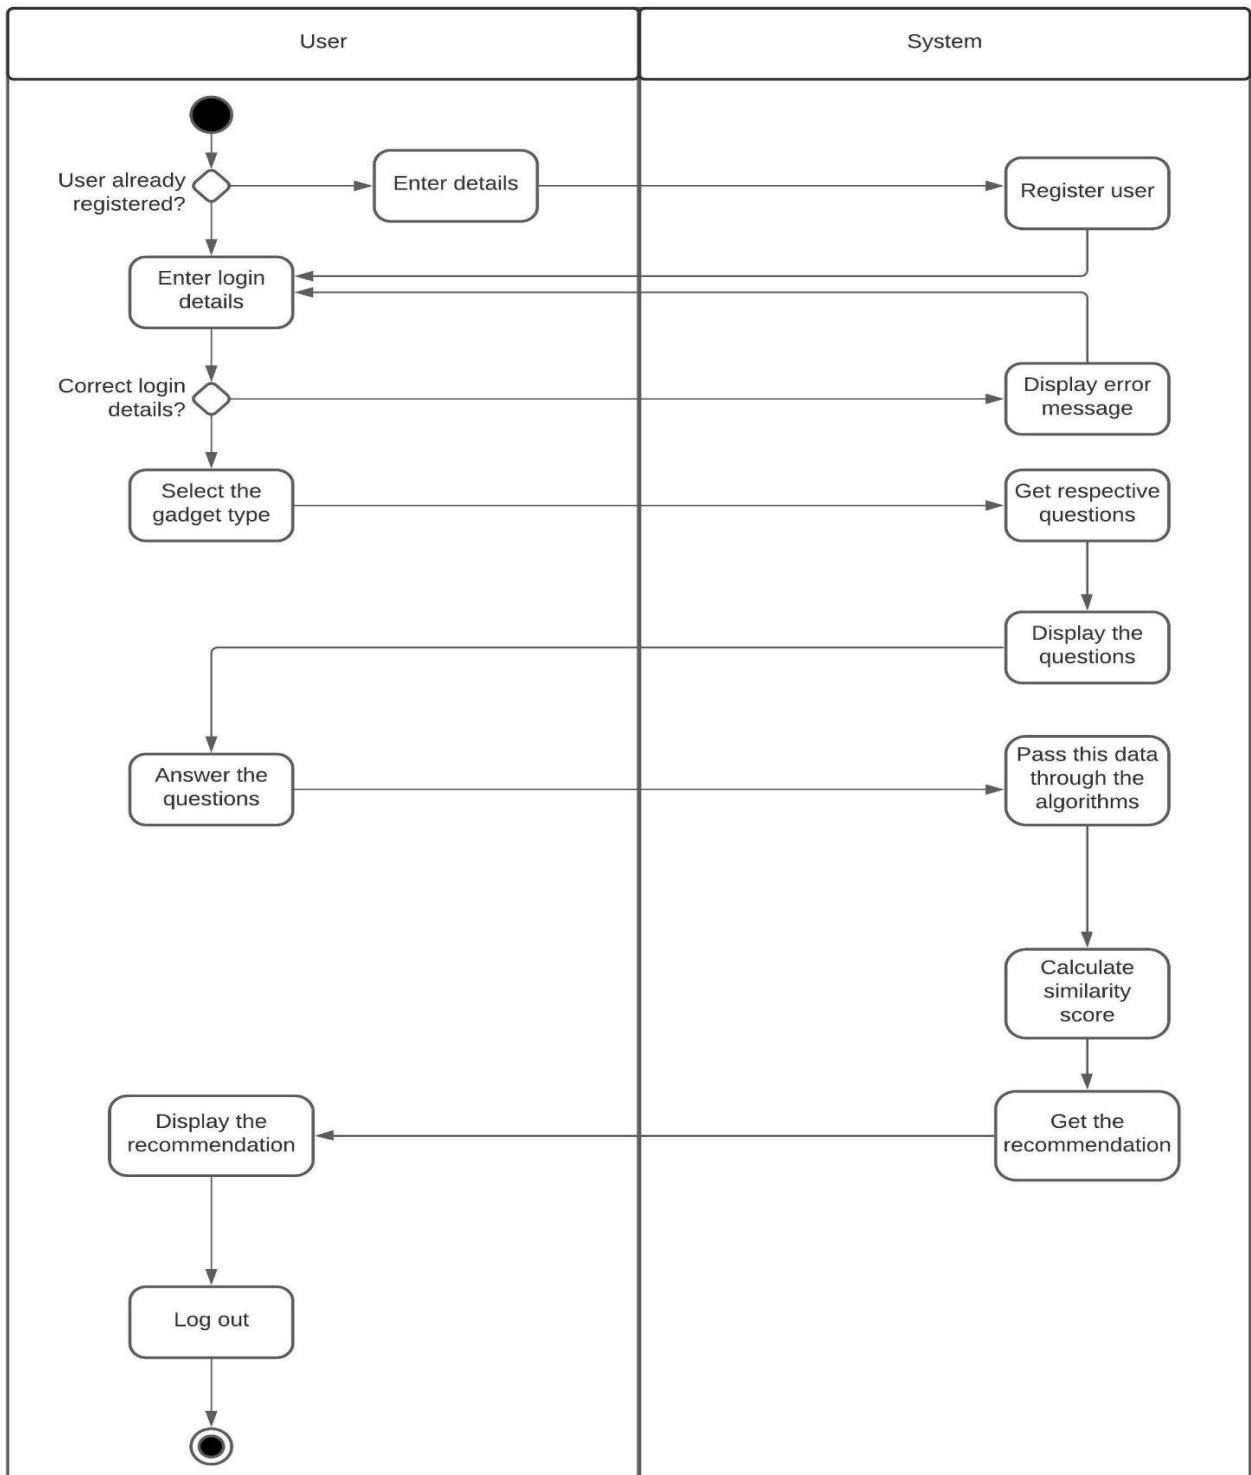 User
System
User already
registered?
Enter details
Register user
Enter login
details
Correct login
details?
Display error
message
Select the
gadget type
Get respective
questions
Display the
questions
Answer the
questions
Pass this data
through the
algorithms
Calculate
similarity
score
Display the
recommendation
Get the
recommendation
Log out